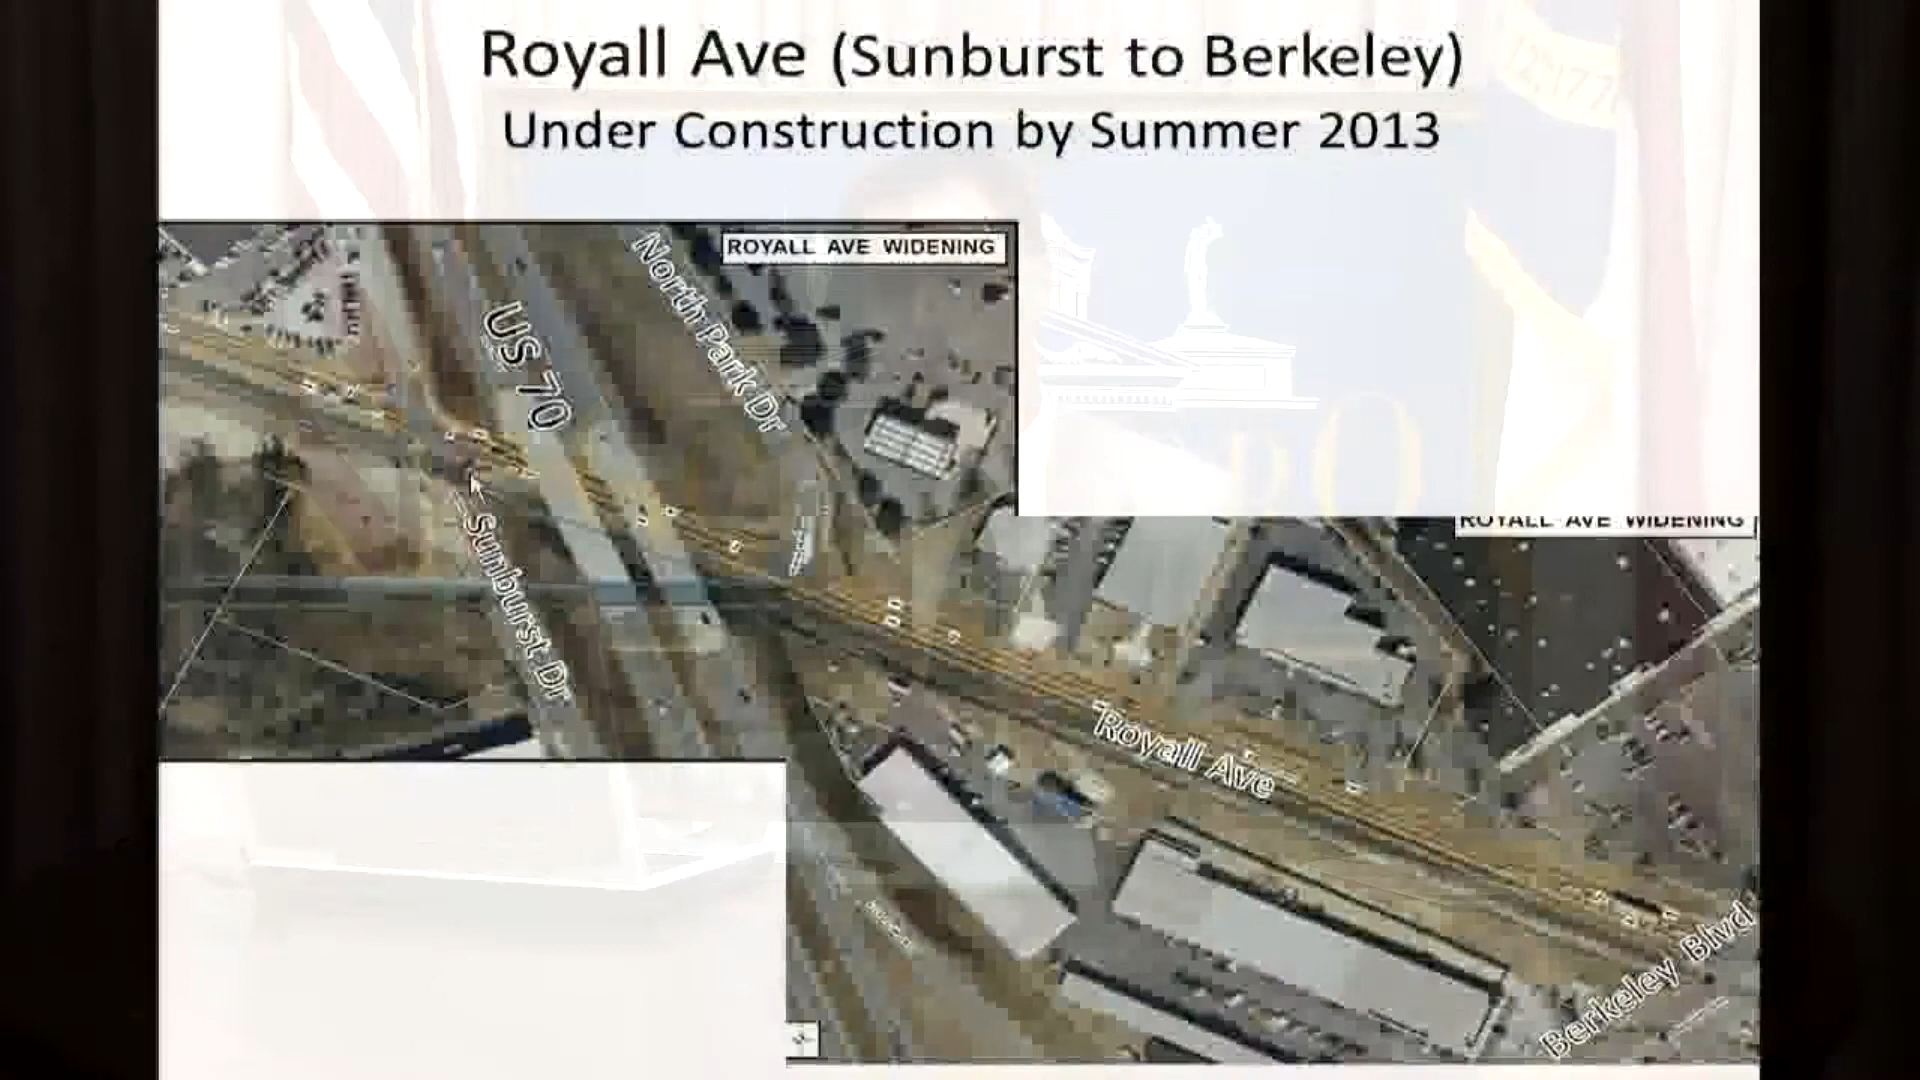 Royall Ave (Sunburst to Berkeley)
Under Construction by Summer 2013
ROYALL AVE WIDENING
North Park Dr
US 70
ROYALL AVE WIDENING
Sunburst Dr
Royall Ave
Berkeley Blvd